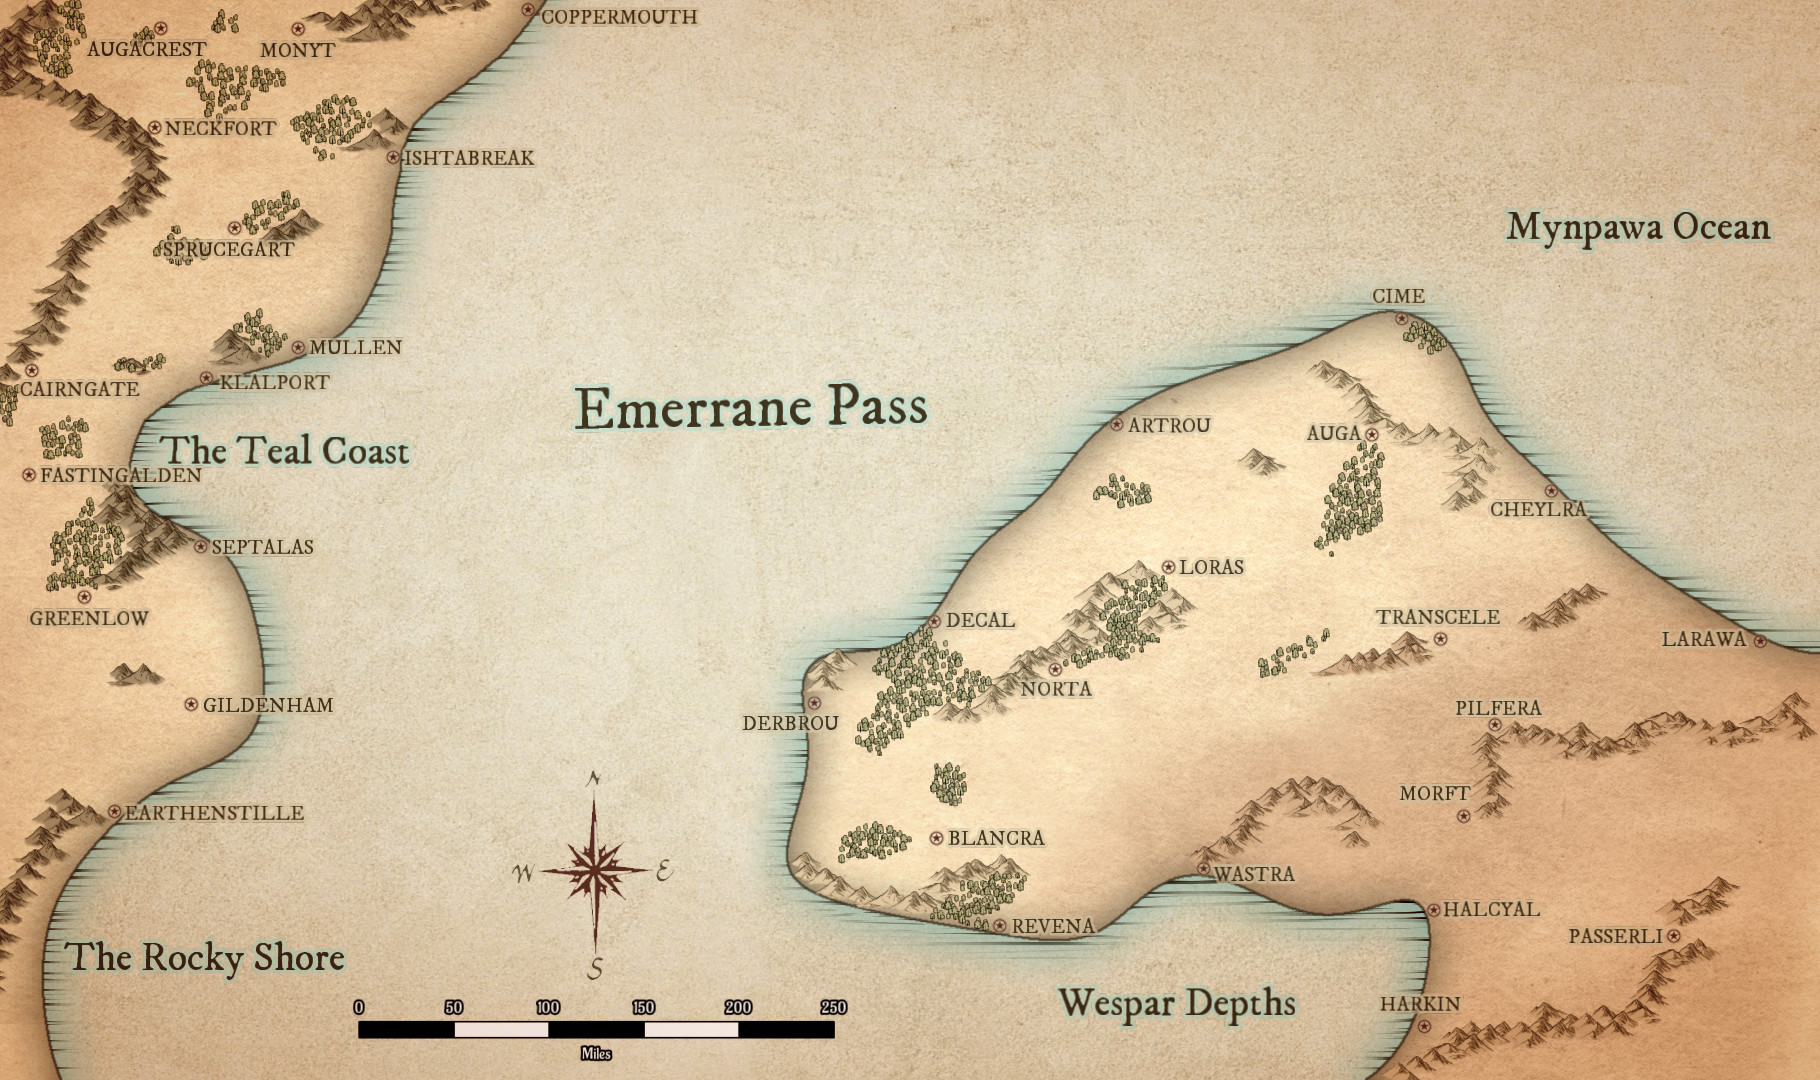 COPPERMOUTH
AUGACREST
MONYT
NECKFORT
ISHTABREAK
SPRUCEGART
Mynpawa Ocean
CIME
MULLEN
KLALPORT
CAIRNGATE
Emerrane Pass
ARTROU
AUGA
The Teal Coast
FASTINGALDEN
CHEYLRA
SEPTALAS
LORAS
GREENLOW
DECAL
TRANSCELE
LARAWA
NORTA
GILDENHAM
DERBROU
PILFERA
N
MORFT
EARTHENSTILLE
BLANCRA
W
E
WASTRA
HALCYAL
REVENA
PASSERLI
The Rocky Shore
S
Wespar Depths
HARKIN
0 50 100 150 200 250
Miles